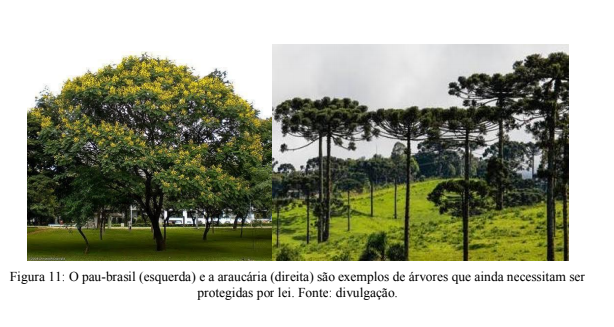 Figura 11: O pau-brasil (esquerda) e a araucária (direita) são exemplos de árvores que ainda necessitam ser
protegidas por lei. Fonte: divulgação.